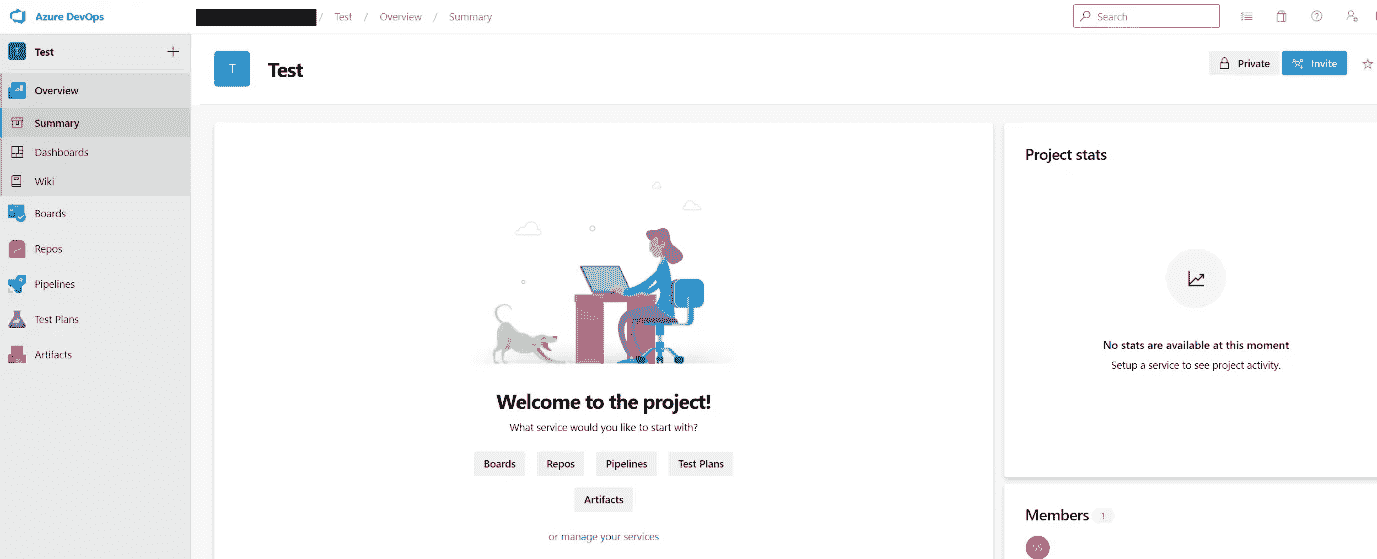 Azure DevOps
/ Test / Overview / Summary
Search
Test
T
Test
Private
Invite
Overview
Summary
Dashboards
Wiki
Boards
Repos
Pipelines
Test Plans
Artifacts
Welcome to the project!
What service would you like to start with?
Boards Repos Pipelines Test Plans
Artifacts
or manage your services
Project stats
No stats are available at this moment
Setup a service to see project activity.
Members 1